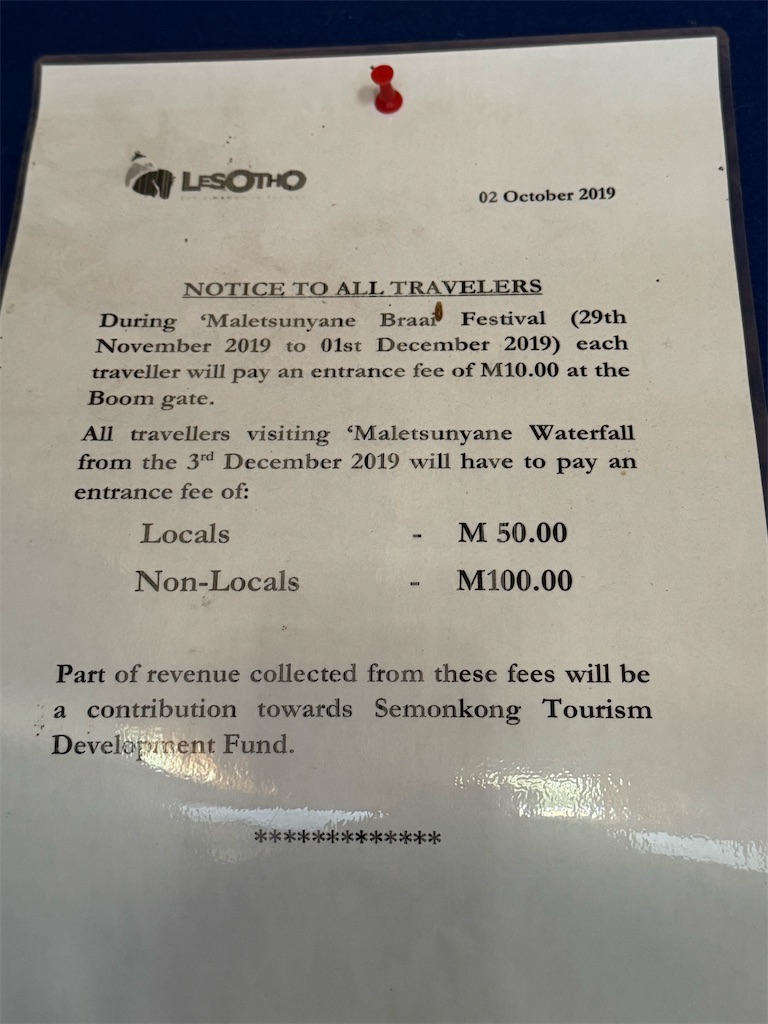 LESOTHO
02 October 2019
NOTICE TO ALL TRAVELERS
During 'Maletsunyane Braai Festival (29th
November 2019 to 01st December 2019) each
traveller will pay an entrance fee of M10.00 at the
Boom gate.
All travellers visiting 'Maletsunyane Waterfall
from the 3rd December 2019 will have to pay an
entrance fee of:
Locals - M 50.00
Non-Locals - M100.00
Part of revenue collected from these fees will be
a contribution towards Semonkong Tourism
Development Fund.
*************